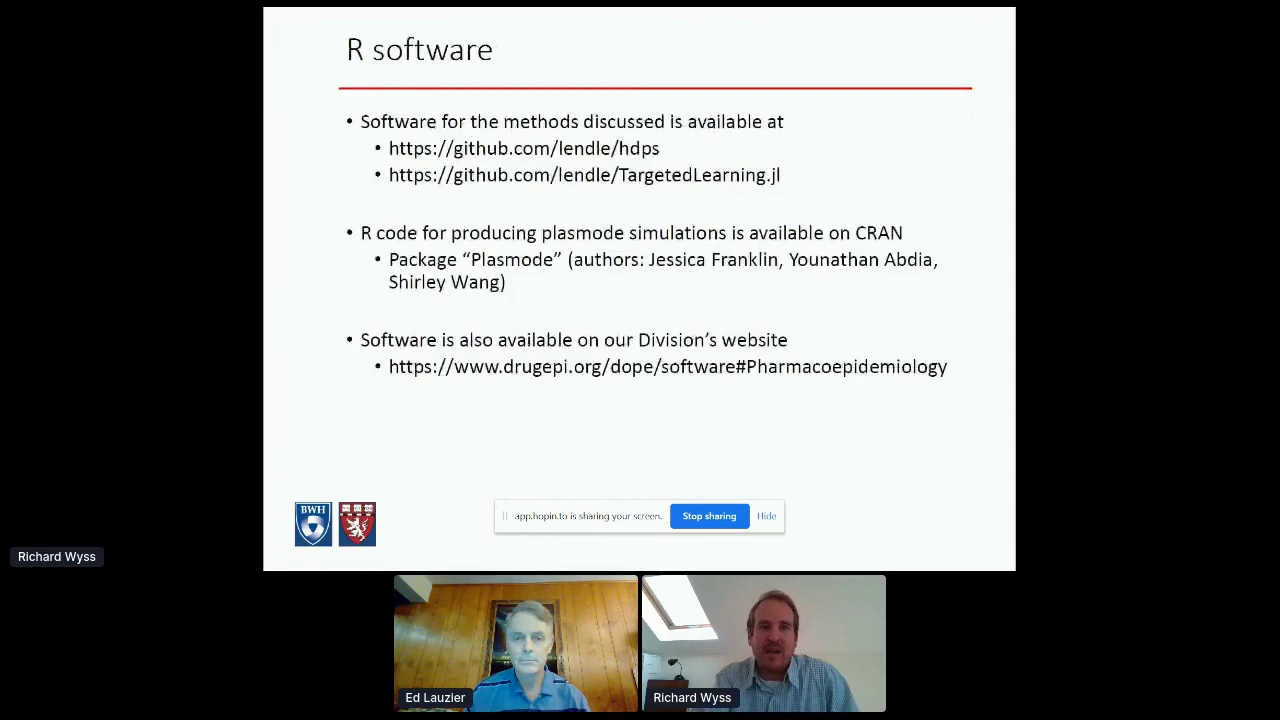 R software
• Software for the methods discussed is available at
• https://github.com/lendle/hdps
• https://github.com/lendle/TargetedLearning.jl
• R code for producing plasmode simulations is available on CRAN
• Package “Plasmode” (authors: Jessica Franklin, Younathan Abdia,
Shirley Wang)
• Software is also available on our Division’s website
• https://www.drugepi.org/dope/software#Pharmacoepidemiology
BWH
app.hopin.to is sharing your screen. Stop sharing Hide
Richard Wyss
Ed Lauzier
Richard Wyss